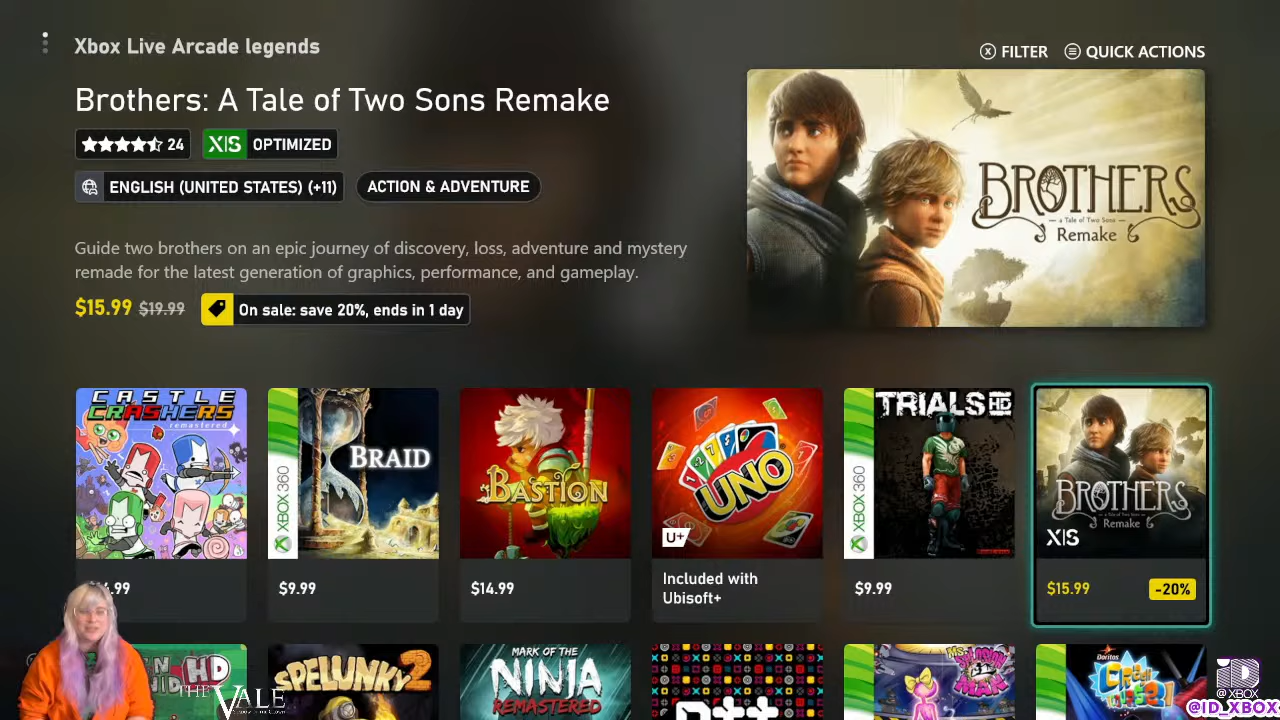 Xbox Live Arcade legends
FILTER
QUICK ACTIONS
Brothers: A Tale of Two Sons Remake
24
X|S OPTIMIZED
ENGLISH (UNITED STATES) (+11)
ACTION & ADVENTURE
Guide two brothers on an epic journey of discovery, loss, adventure and mystery
remade for the latest generation of graphics, performance, and gameplay.
$15.99 $19.99
On sale: save 20%, ends in 1 day
BROTHERS
a Tale of Two Sons
Remake
CASTLE
CRASHERS
remastered
XBOX 360
BRAID
BASTION
UNO
U+
XBOX 360
TRIALS HD
BROTHERS
Remake
X|S
$9.99
$14.99
Included with
Ubisoft+
$9.99
$15.99
-20%
HD
THE VALE
SPELUNKY 2
MARK OF THE
NINJA
REMASTERED
Doritos
@XBOX
@ID_XBOX